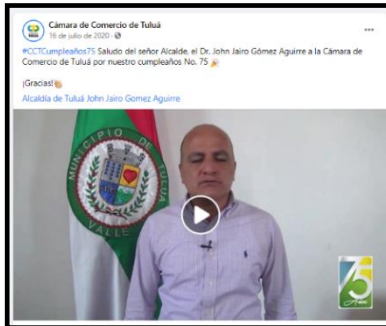 Cámara de Comercio de Tuluá
16 de julio de 2020 ·
#CCTCumpleaños75 Saludo del señor Alcalde, el Dr. John Jairo Gómez Aguirre a la Cámara de
Comercio de Tuluá por nuestro cumpleaños No. 75
¡Gracias!
Alcaldía de Tuluá John Jairo Gomez Aguirre
MUNICIPIO DE TULUA
VALLE
75
Años